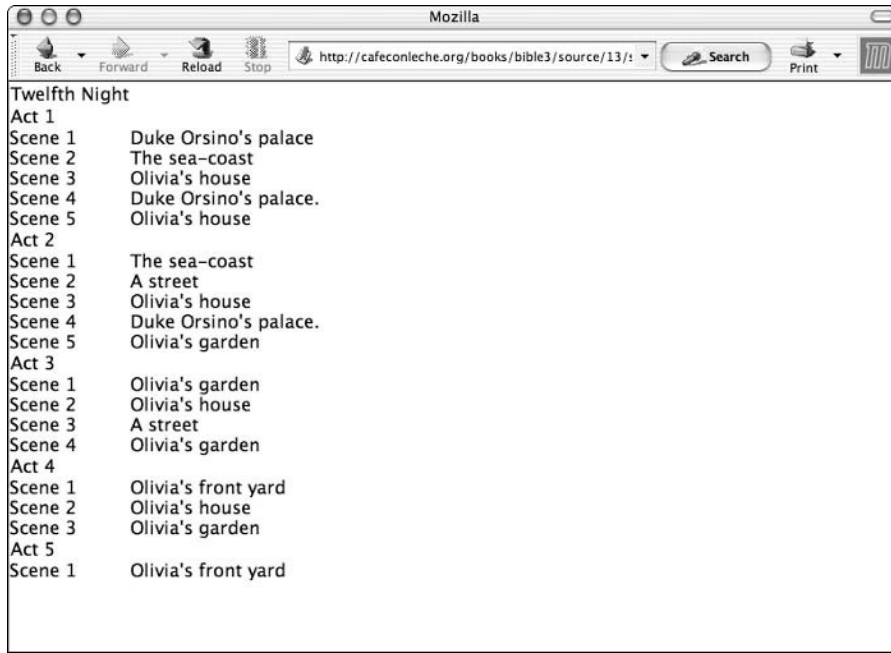 Mozilla
Back Forward Reload Stop http://cafeconleche.org/books/bible3/source/13/ Search Print
Twelfth Night
Act 1
Scene 1 Duke Orsino's palace
Scene 2 The sea-coast
Scene 3 Olivia's house
Scene 4 Duke Orsino's palace.
Scene 5 Olivia's house
Act 2
Scene 1 The sea-coast
Scene 2 A street
Scene 3 Olivia's house
Scene 4 Duke Orsino's palace.
Scene 5 Olivia's garden
Act 3
Scene 1 Olivia's garden
Scene 2 Olivia's house
Scene 3 A street
Scene 4 Olivia's garden
Act 4
Scene 1 Olivia's front yard
Scene 2 Olivia's house
Scene 3 Olivia's garden
Act 5
Scene 1 Olivia's front yard